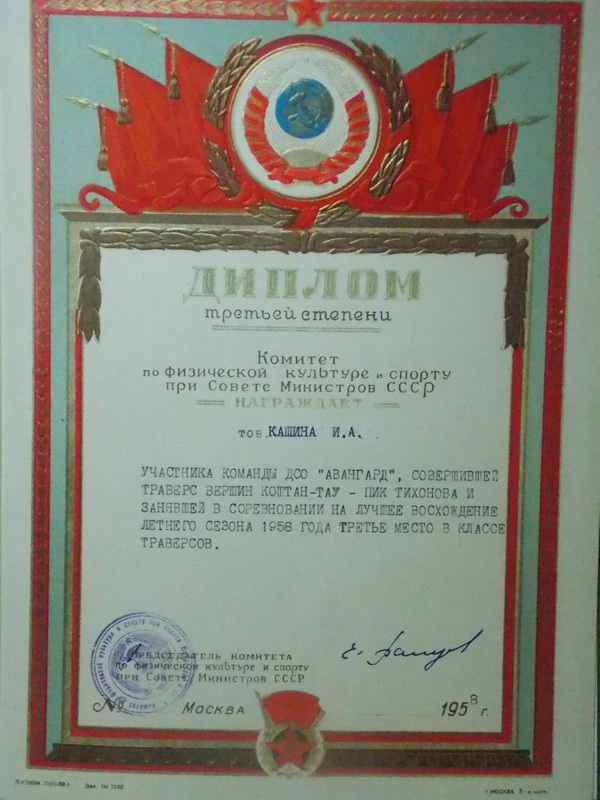 ДИПЛОМ
третьей степени
Комитет
по физической культуре и спорту
при Совете Министров СССР
НАГРАЖДАЕТ
тов. КАШИНА И.А.
УЧАСТНИКА КОМАНДЫ ДСО "АВАНГАРД", СОВЕРШИВШЕЙ
ТРАВЕРС ВЕРШИН КОШТАН-ТАУ - ПИК ТИХОНОВА И
ЗАНЯВШЕЙ В СОРЕВНОВАНИИ НА ЛУЧШЕЕ ВОСХОЖДЕНИЕ
ЛЕТНЕГО СЕЗОНА 1958 ГОДА ТРЕТЬЕ МЕСТО В КЛАССЕ
ТРАВЕРСОВ.
ПРЕДСЕДАТЕЛЬ КОМИТЕТА
по физической культуре и спорту
при Совете Министров СССР
№
Москва
1958 г.